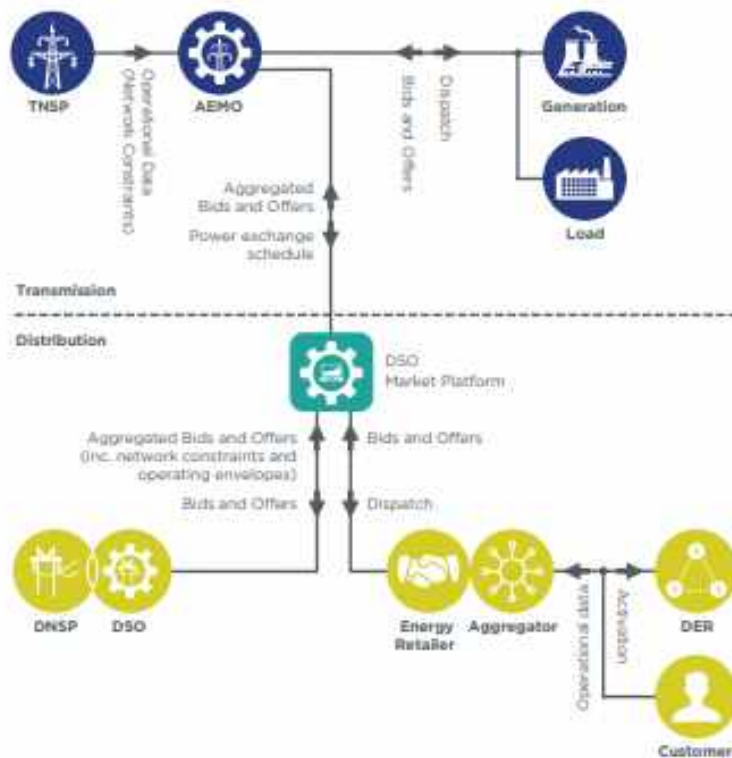 TNSP
Operational Data
(Network Constraints)
AEMO
Bids and Offers
Dispatch
Generation
Load
Aggregated
Bids and Offers
Power exchange
schedule
Transmission
Distribution
DSO
Market Platform
Aggregated Bids and Offers
(inc. network constraints and
operating envelopes)
Bids and Offers
Bids and Offers
Dispatch
DNSP
DSO
Energy
Retailer
Aggregator
Operational data
Activation
DER
Customer